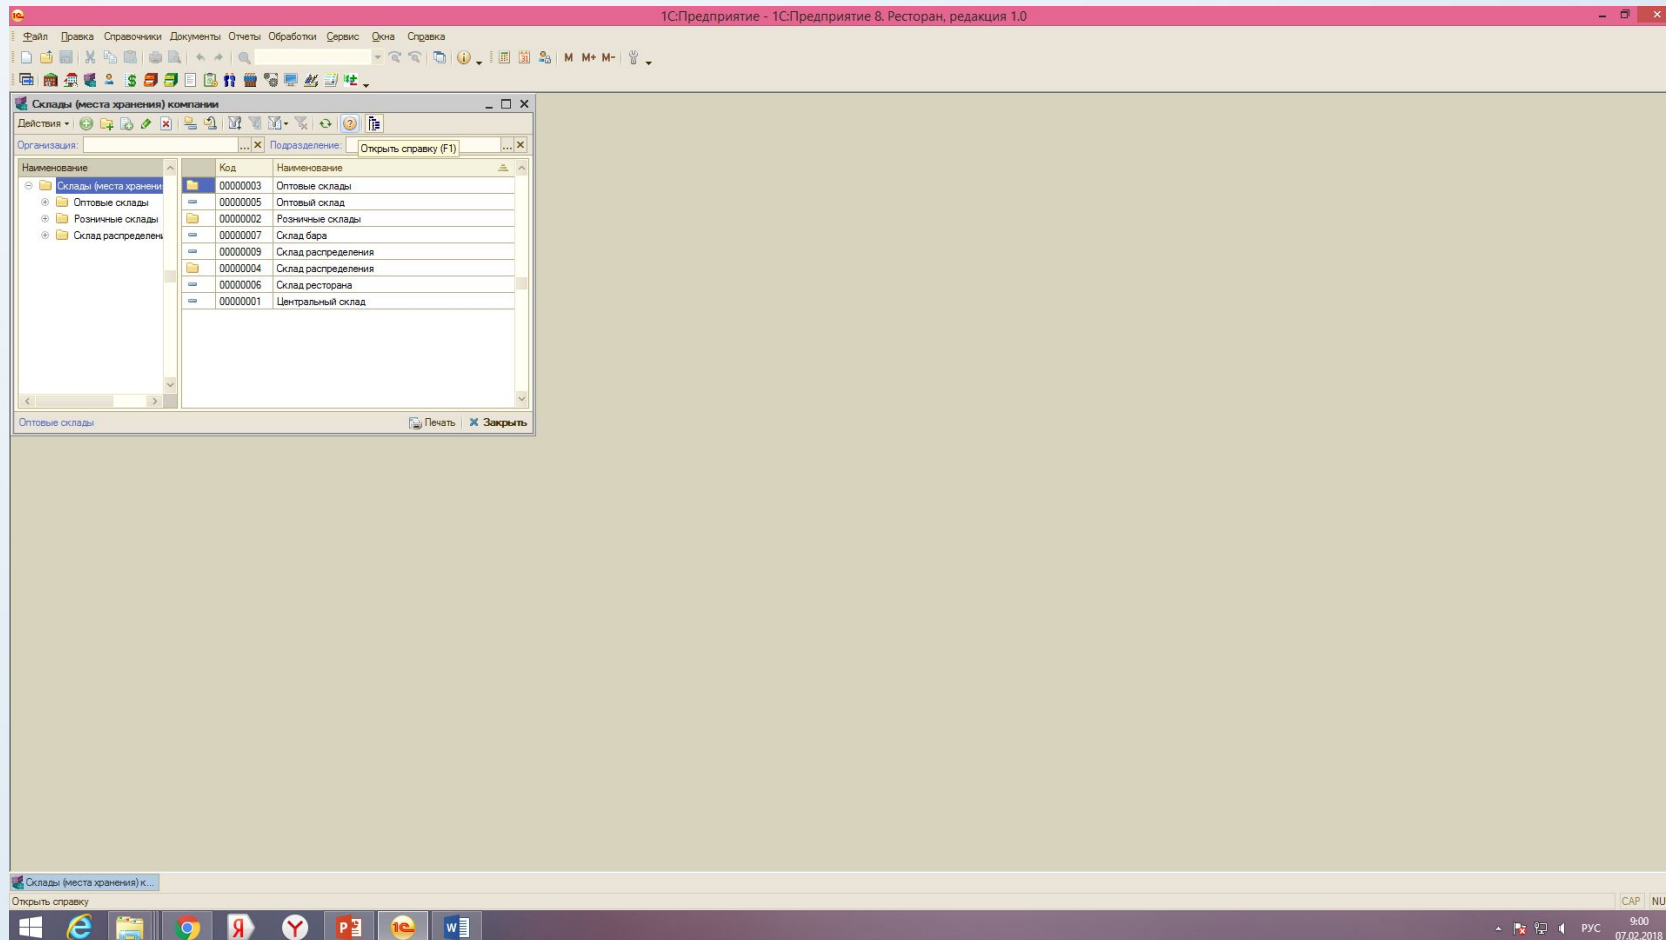 1С:Предприятие - 1С:Предприятие 8. Ресторан, редакция 1.0
Файл Правка Справочники Документы Отчеты Обработки Сервис Окна Справка
M M+ M-
Склады (места хранения) компании
Действия
Организация: ... Подразделение: ...
Открыть справку (F1)
Наименование Код Наименование
Склады (места хранени
Оптовые склады
Розничные склады
Склад распределен
00000003 Оптовые склады
00000005 Оптовый склад
00000002 Розничные склады
00000007 Склад бара
00000009 Склад распределения
00000004 Склад распределения
00000006 Склад ресторана
00000001 Центральный склад
Оптовые склады Печать Закрыть
Склады (места хранения) к...
Открыть справку CAP NU
РУС 9:00
07.02.2018